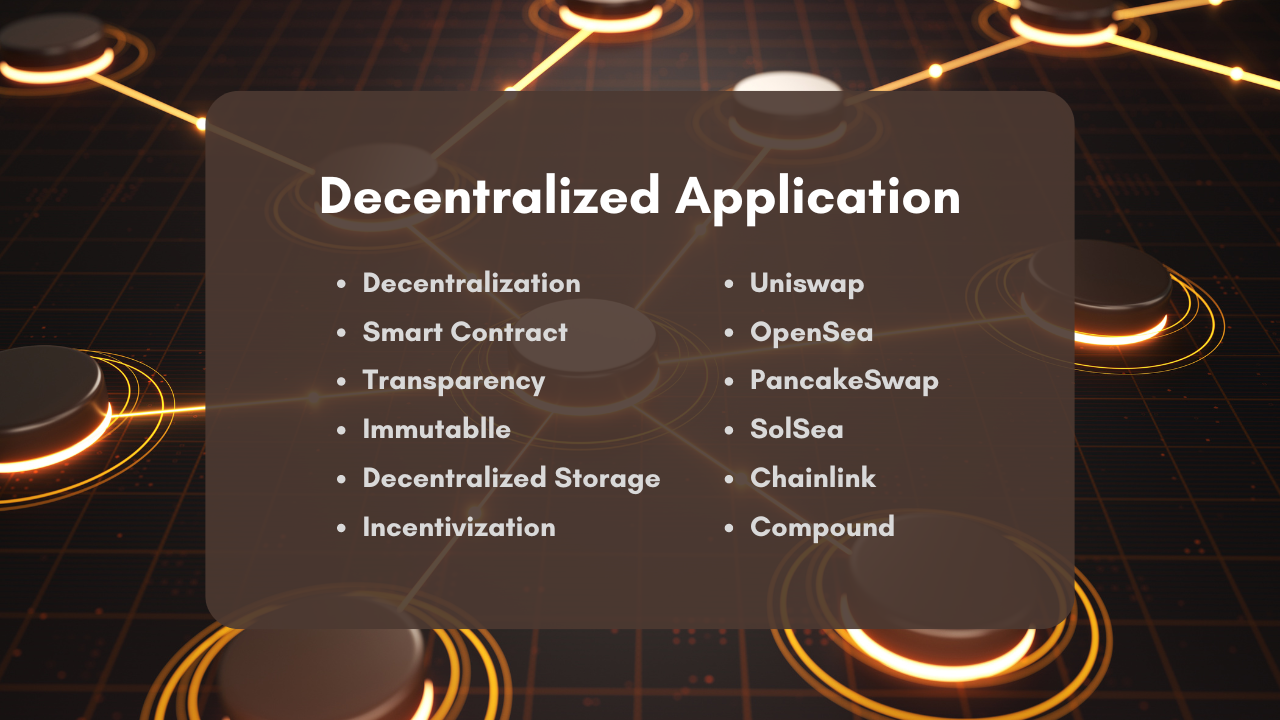 Decentralized Application
Decentralization
Smart Contract
Transparency
Immutablle
Decentralized Storage
Incentivization
Uniswap
OpenSea
PancakeSwap
SolSea
Chainlink
Compound